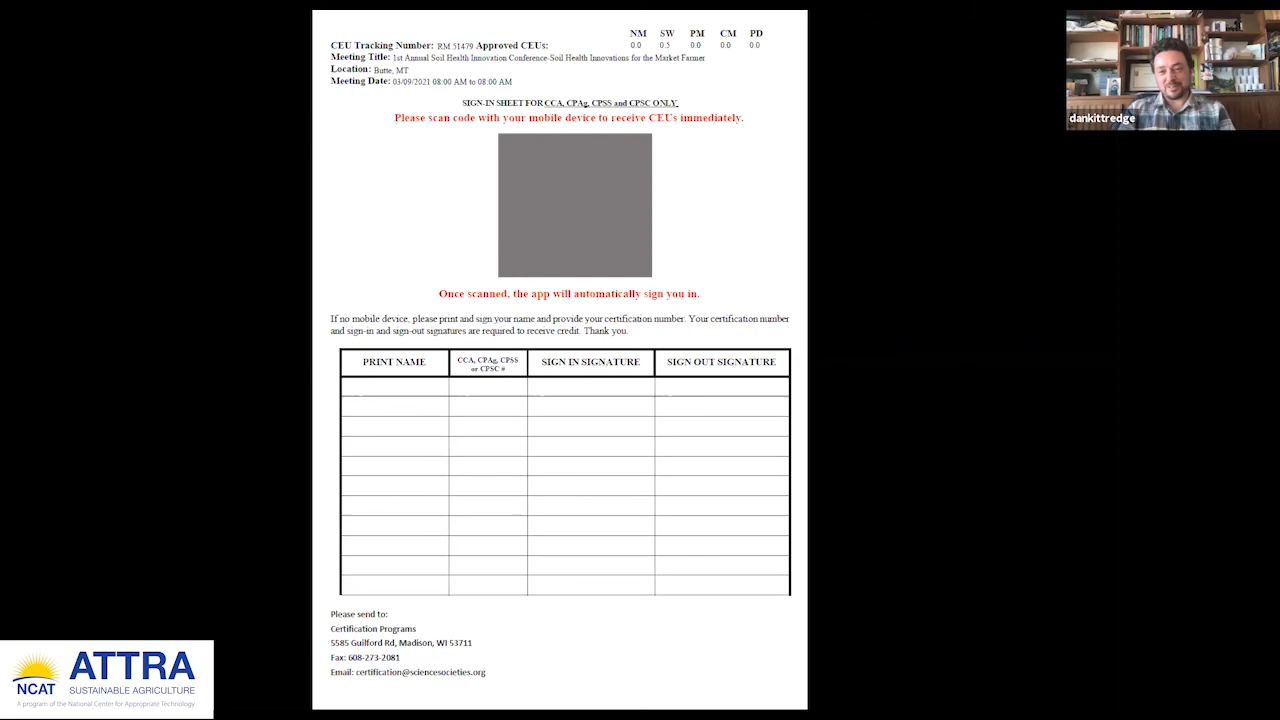 NM SW PM CM PD
CEU Tracking Number: RM 51479 Approved CEUs: 0.0 0.5 0.0 0.0 0.0
Meeting Title: 1st Annual Soil Health Innovation Conference-Soil Health Innovations for the Market Farmer
Location: Butte, MT
Meeting Date: 03/09/2021 08:00 AM to 08:00 AM
SIGN-IN SHEET FOR CCA, CPAg, CPSS and CPSC ONLY
Please scan code with your mobile device to receive CEUs immediately.
Once scanned, the app will automatically sign you in.
If no mobile device, please print and sign your name and provide your certification number. Your certification number
and sign-in and sign-out signatures are required to receive credit. Thank you.
PRINT NAME
CCA, CPAg, CPSS
or CPSC #
SIGN IN SIGNATURE
SIGN OUT SIGNATURE
Please send to:
Certification Programs
5585 Guilford Rd, Madison, WI 53711
Fax: 608-273-2081
Email: certification@sciencesocieties.org
dankittredge
NCAT
ATTRA
SUSTAINABLE AGRICULTURE
A program of the National Center for Appropriate Technology